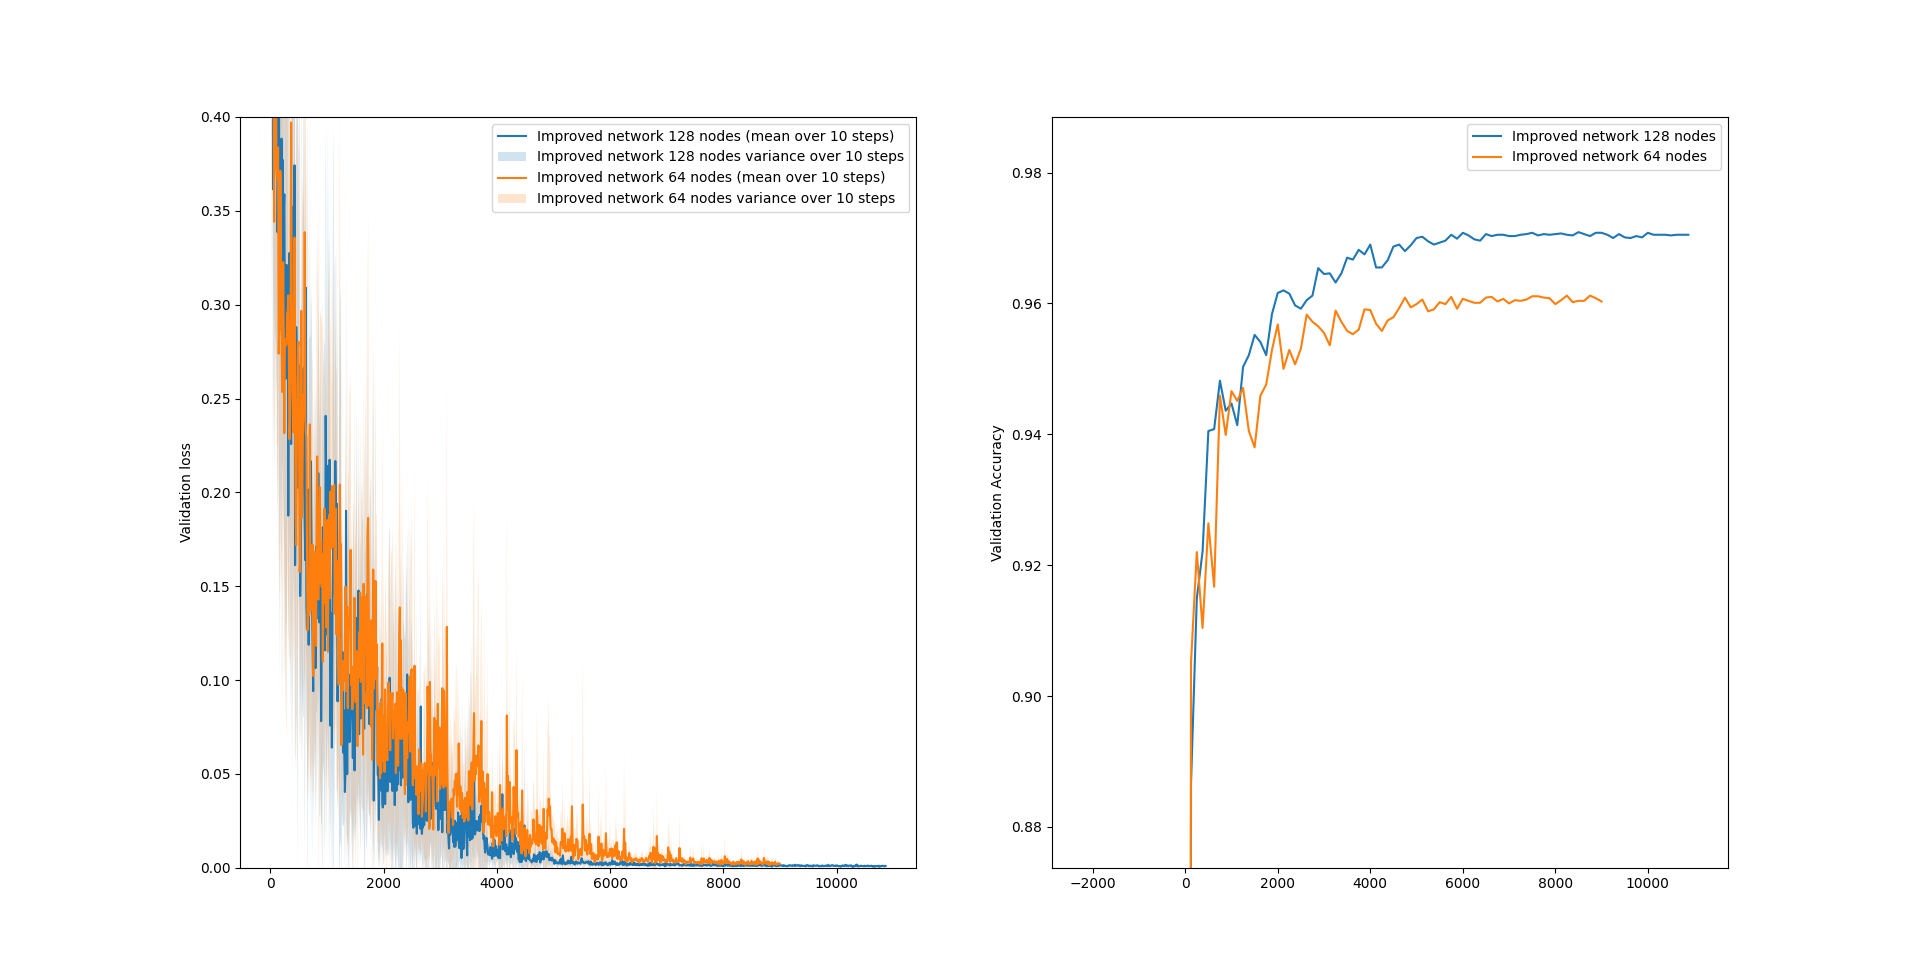 0.40
0.35
0.30
0.25
0.20
0.15
0.10
0.05
0.00
Validation loss
0 2000 4000 6000 8000 10000
Improved network 128 nodes (mean over 10 steps)
Improved network 128 nodes variance over 10 steps
Improved network 64 nodes (mean over 10 steps)
Improved network 64 nodes variance over 10 steps
0.98
0.96
0.94
0.92
0.90
0.88
Validation Accuracy
−2000 0 2000 4000 6000 8000 10000
Improved network 128 nodes
Improved network 64 nodes